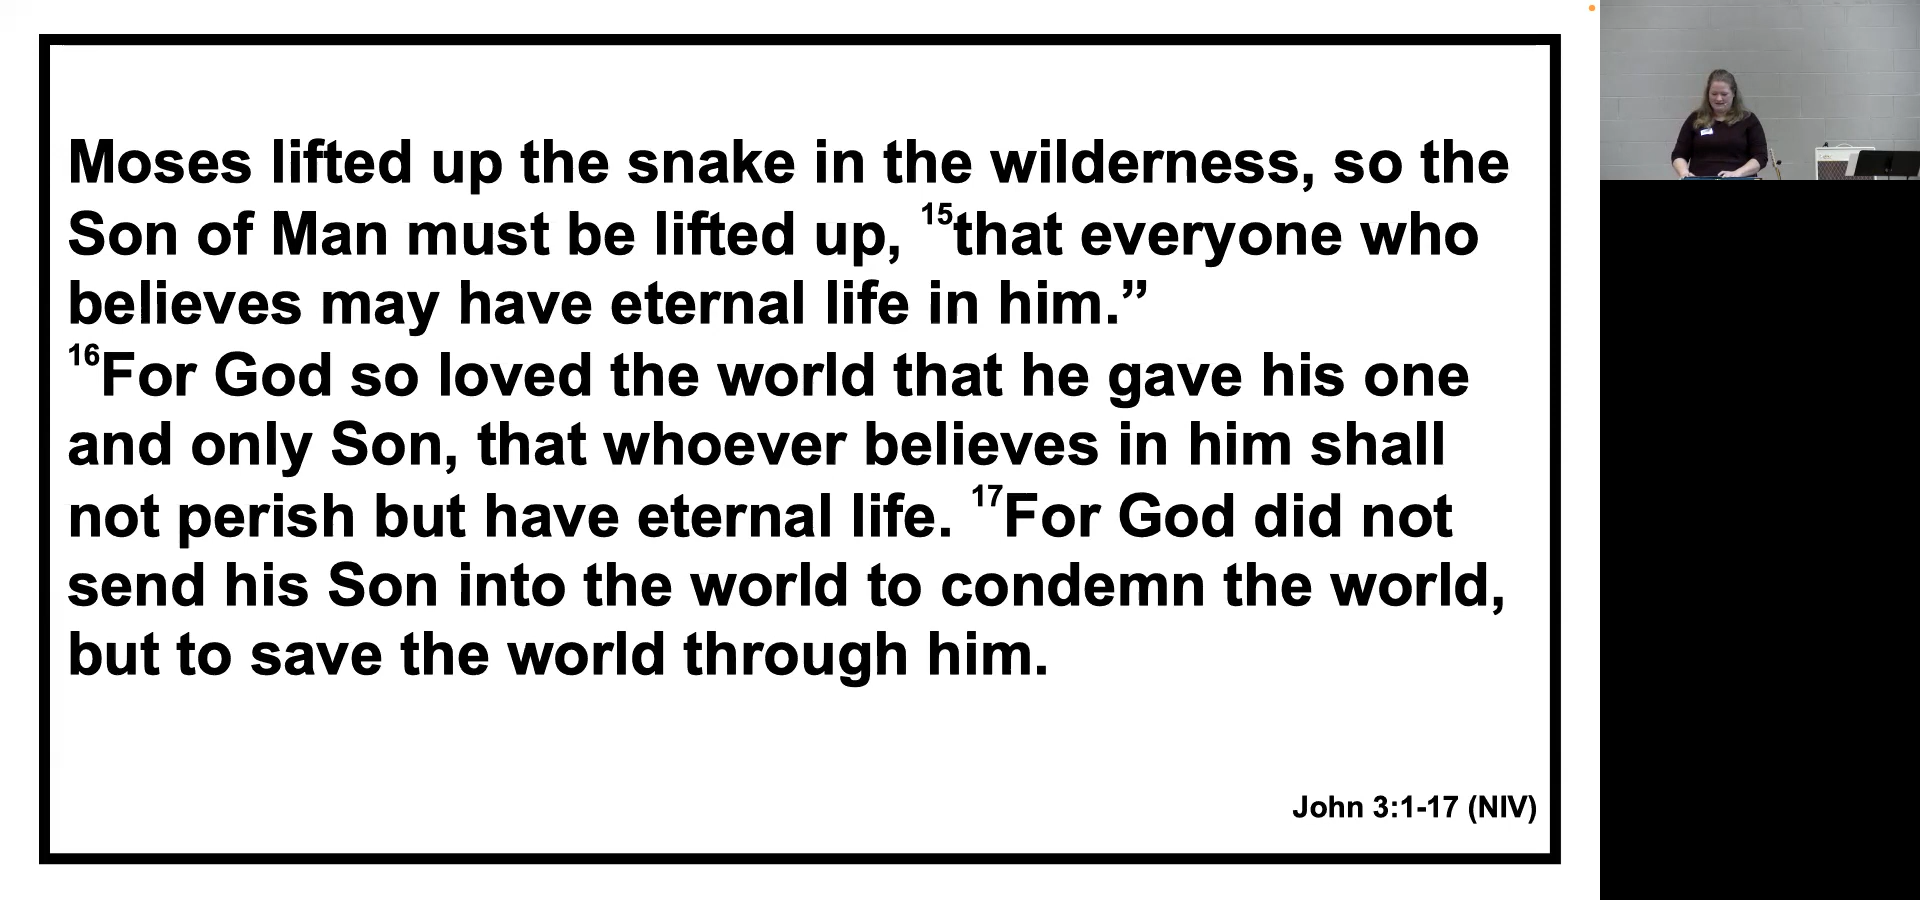 Moses lifted up the snake in the wilderness, so the
Son of Man must be lifted up, ¹⁵that everyone who
believes may have eternal life in him.”
¹⁶For God so loved the world that he gave his one
and only Son, that whoever believes in him shall
not perish but have eternal life. ¹⁷For God did not
send his Son into the world to condemn the world,
but to save the world through him.
John 3:1-17 (NIV)